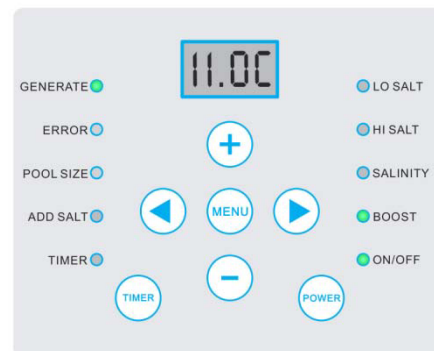 11.0C
GENERATE
ERROR
POOL SIZE
ADD SALT
TIMER
LO SALT
HI SALT
SALINITY
BOOST
ON/OFF
+
MENU
−
TIMER
POWER